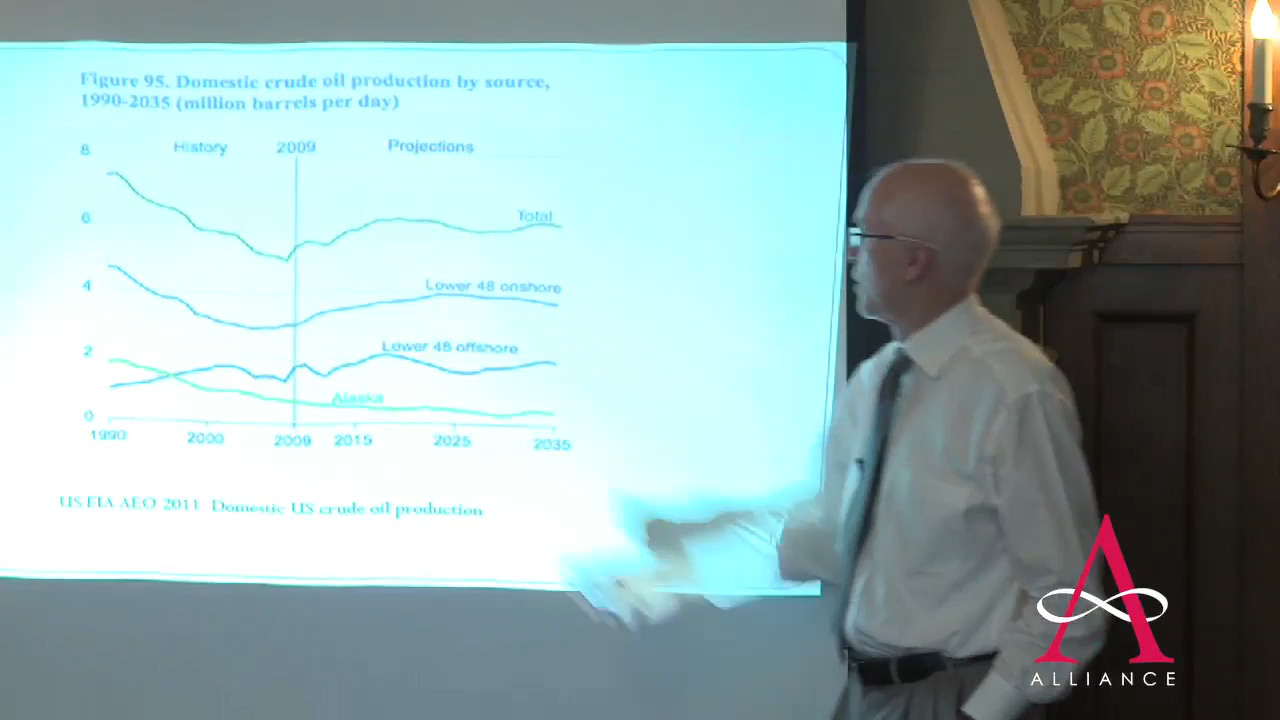 Figure 95. Domestic crude oil production by source,
1990-2035 (million barrels per day)
History 2009 Projections
8
6
4
2
0
Total
Lower 48 onshore
Lower 48 offshore
Alaska
1990 2000 2009 2015 2025 2035
US EIA AEO 2011 Domestic US crude oil production
A
ALLIANCE